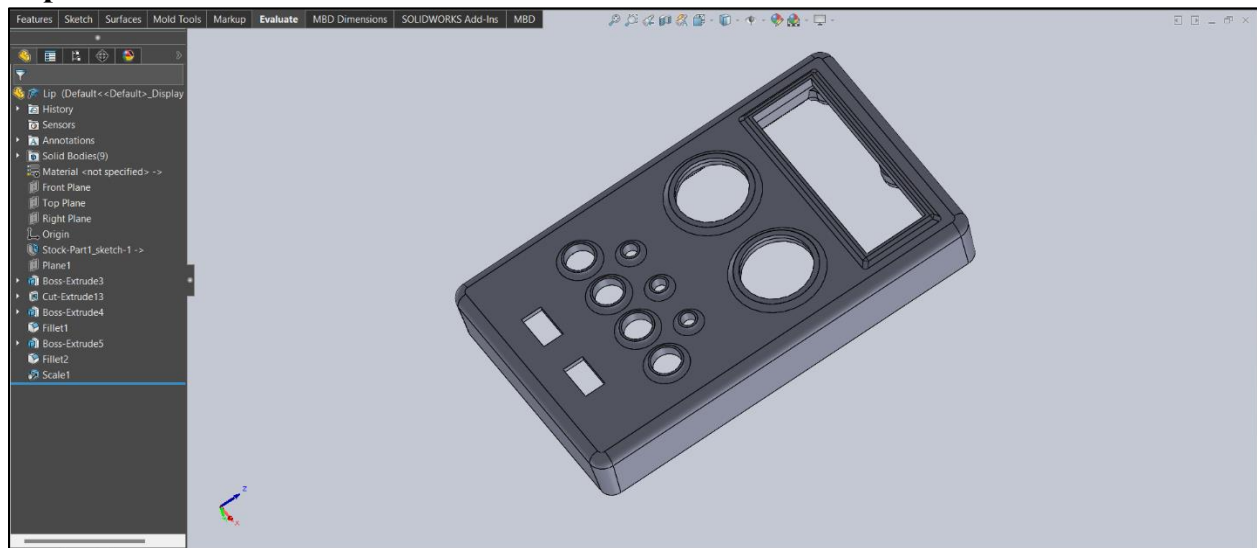 Features Sketch Surfaces Mold Tools Markup Evaluate MBD Dimensions SOLIDWORKS Add-Ins MBD
Lip (Default<<Default>_Display
History
Sensors
Annotations
Solid Bodies(9)
Material <not specified> ->
Front Plane
Top Plane
Right Plane
Origin
Stock-Part1_sketch-1 ->
Plane1
Boss-Extrude3
Cut-Extrude13
Boss-Extrude4
Fillet1
Boss-Extrude5
Fillet2
Scale1
z
x